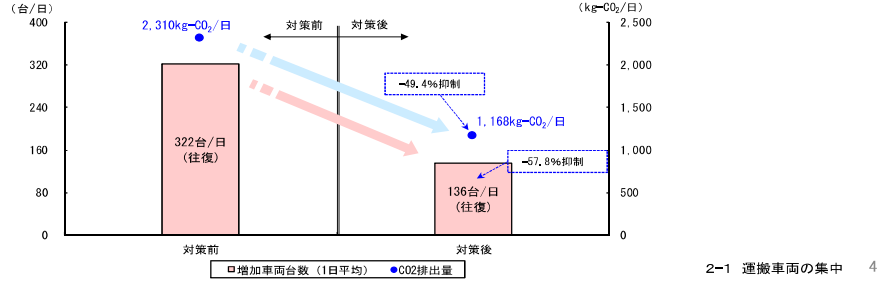 （台/日）
（kg-CO₂/日）
400
320
240
160
80
0
2,500
2,000
1,500
1,000
500
0
2,310kg-CO₂/日
対策前
対策後
-49.4%抑制
1,168kg-CO₂/日
322台/日
（往復）
-57.8%抑制
136台/日
（往復）
対策前
対策後
増加車両台数（1日平均）
CO2排出量
2-1 運搬車両の集中
4